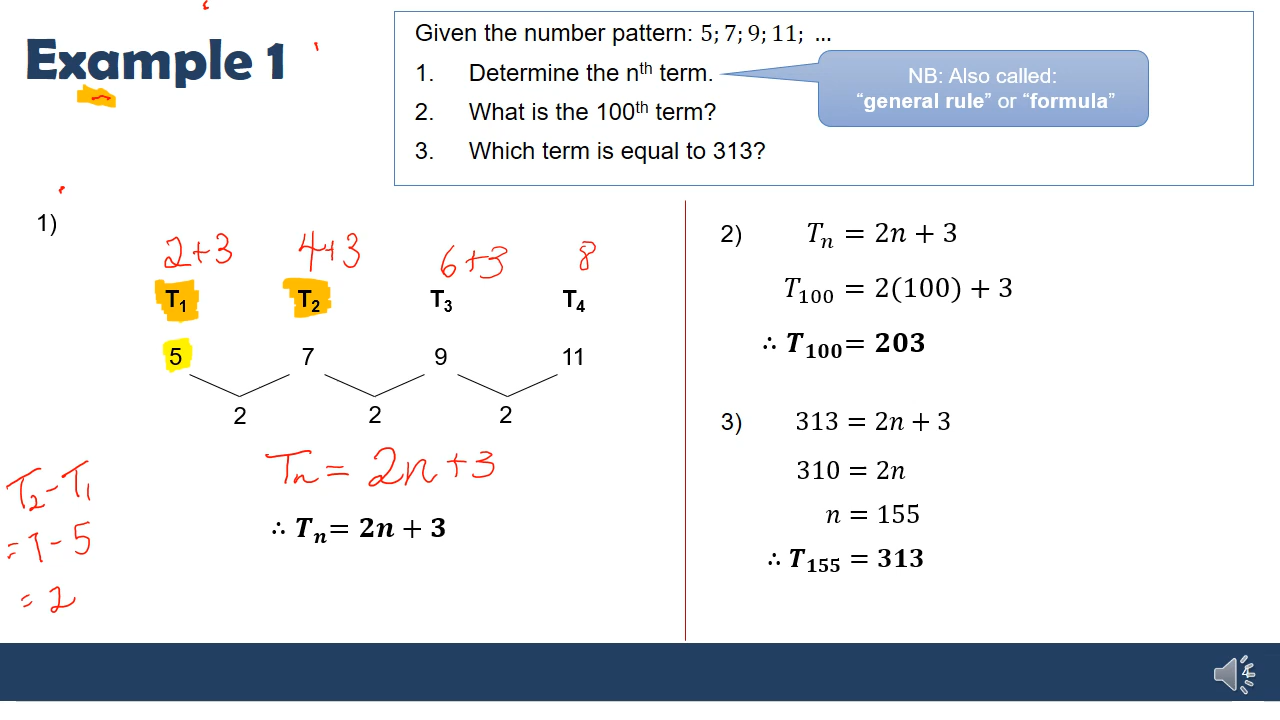 Example 1
Given the number pattern: 5; 7; 9; 11; …
1. Determine the nᵗʰ term.
NB: Also called:
“general rule” or “formula”
2. What is the 100ᵗʰ term?
3. Which term is equal to 313?
1)
2+3 4+3 6+3 8
T₁ T₂ T₃ T₄
5 7 9 11
2 2 2
Tₙ = 2n+3
∴ Tₙ= 2n + 3
T₂-T₁
=7-5
= 2
2) Tₙ = 2n + 3
T₁₀₀ = 2(100) + 3
∴ T₁₀₀= 203
3) 313 = 2n + 3
310 = 2n
n = 155
∴ T₁₅₅ = 313
4